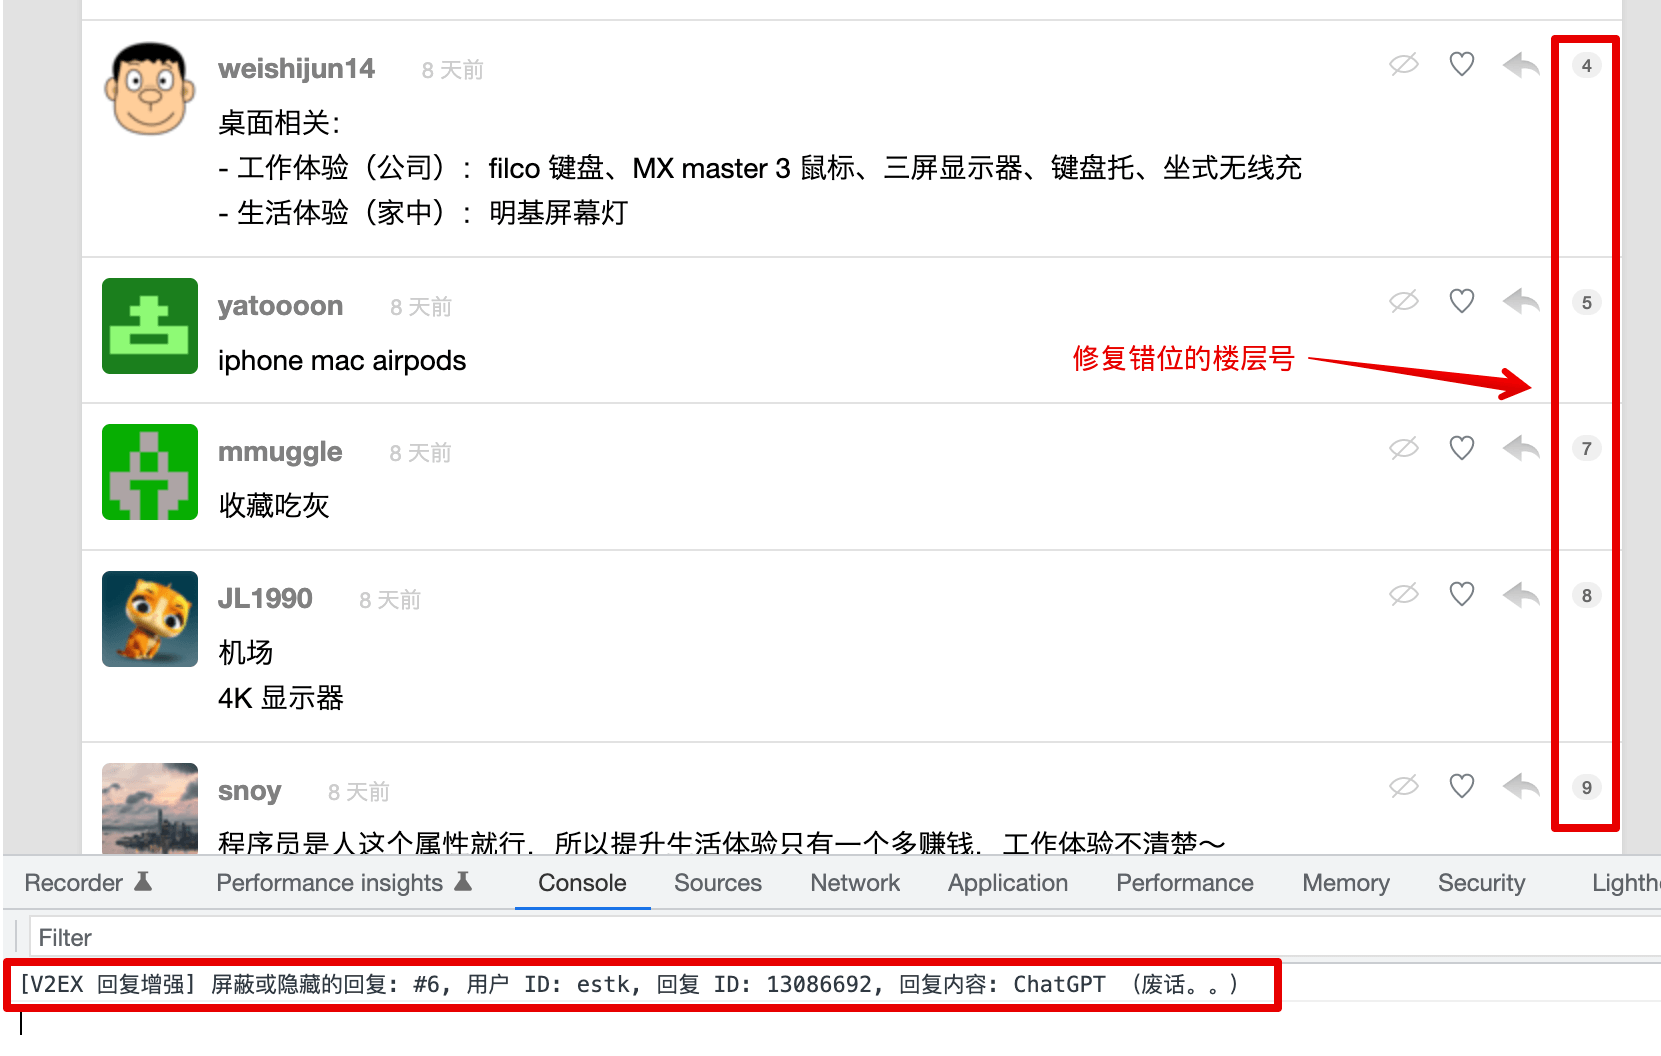 weishijun14 8 天前 4
桌面相关：
- 工作体验（公司）：filco 键盘、MX master 3 鼠标、三屏显示器、键盘托、坐式无线充
- 生活体验（家中）：明基屏幕灯
yatoooon 8 天前 5
iphone mac airpods
修复错位的楼层号
mmuggle 8 天前 7
收藏吃灰
JL1990 8 天前 8
机场
4K 显示器
snoy 8 天前 9
程序员是人这个属性就行，所以提升生活体验只有一个多赚钱，工作体验不清楚～
Recorder Performance insights Console Sources Network Application Performance Memory Security Lighth
Filter
[V2EX 回复增强] 屏蔽或隐藏的回复: #6, 用户 ID: estk, 回复 ID: 13086692, 回复内容: ChatGPT （废话。。）